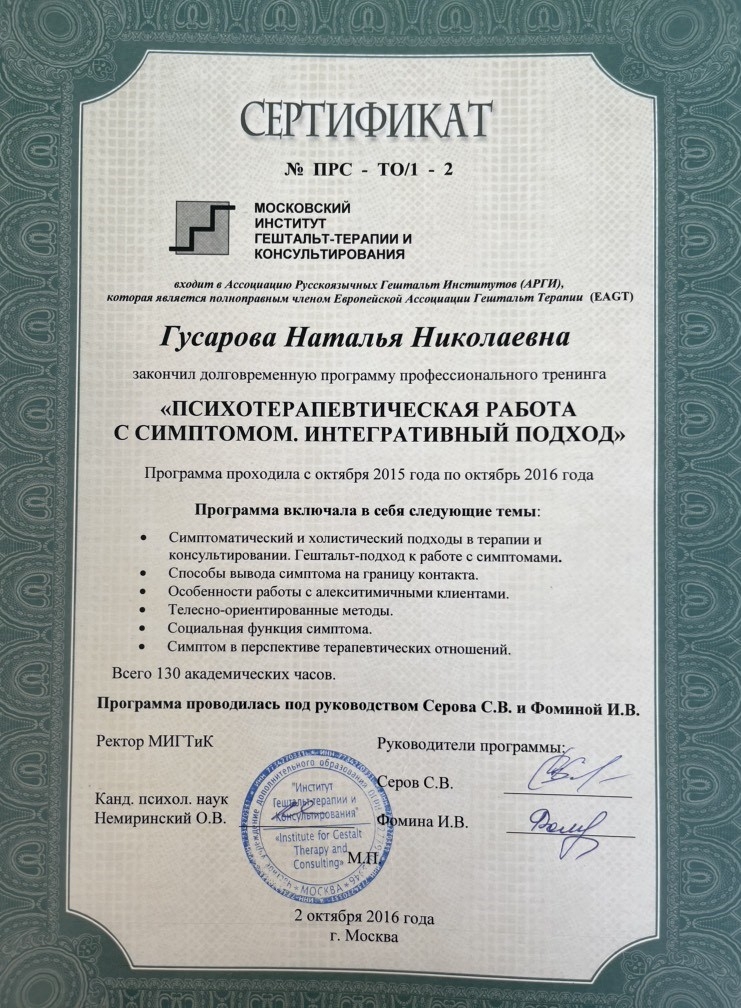 СЕРТИФИКАТ
№ ПРС - ТО/1 - 2
МОСКОВСКИЙ
ИНСТИТУТ
ГЕШТАЛЬТ-ТЕРАПИИ И
КОНСУЛЬТИРОВАНИЯ
входит в Ассоциацию Русскоязычных Гештальт Институтов (АРГИ),
которая является полноправным членом Европейской Ассоциации Гештальт Терапии (EAGT)
Гусарова Наталья Николаевна
закончил долговременную программу профессионального тренинга
«ПСИХОТЕРАПЕВТИЧЕСКАЯ РАБОТА
С СИМПТОМОМ. ИНТЕГРАТИВНЫЙ ПОДХОД»
Программа проходила с октября 2015 года по октябрь 2016 года
Программа включала в себя следующие темы:
• Симптоматический и холистический подходы в терапии и
консультировании. Гештальт-подход к работе с симптомами.
• Способы вывода симптома на границу контакта.
• Особенности работы с алекситимичными клиентами.
• Телесно-ориентированные методы.
• Социальная функция симптома.
• Симптом в перспективе терапевтических отношений.
Всего 130 академических часов.
Программа проводилась под руководством Серова С.В. и Фоминой И.В.
Ректор МИГТиК
Руководители программы:
Серов С.В.
Канд. психол. наук
Немиринский О.В.
Фомина И.В.
"Институт
Гештальт-терапии и
Консультирования"
«Institute for Gestalt
Therapy and
Consulting»
дополнительного образования
МОСКВА
М.П.
2 октября 2016 года
г. Москва